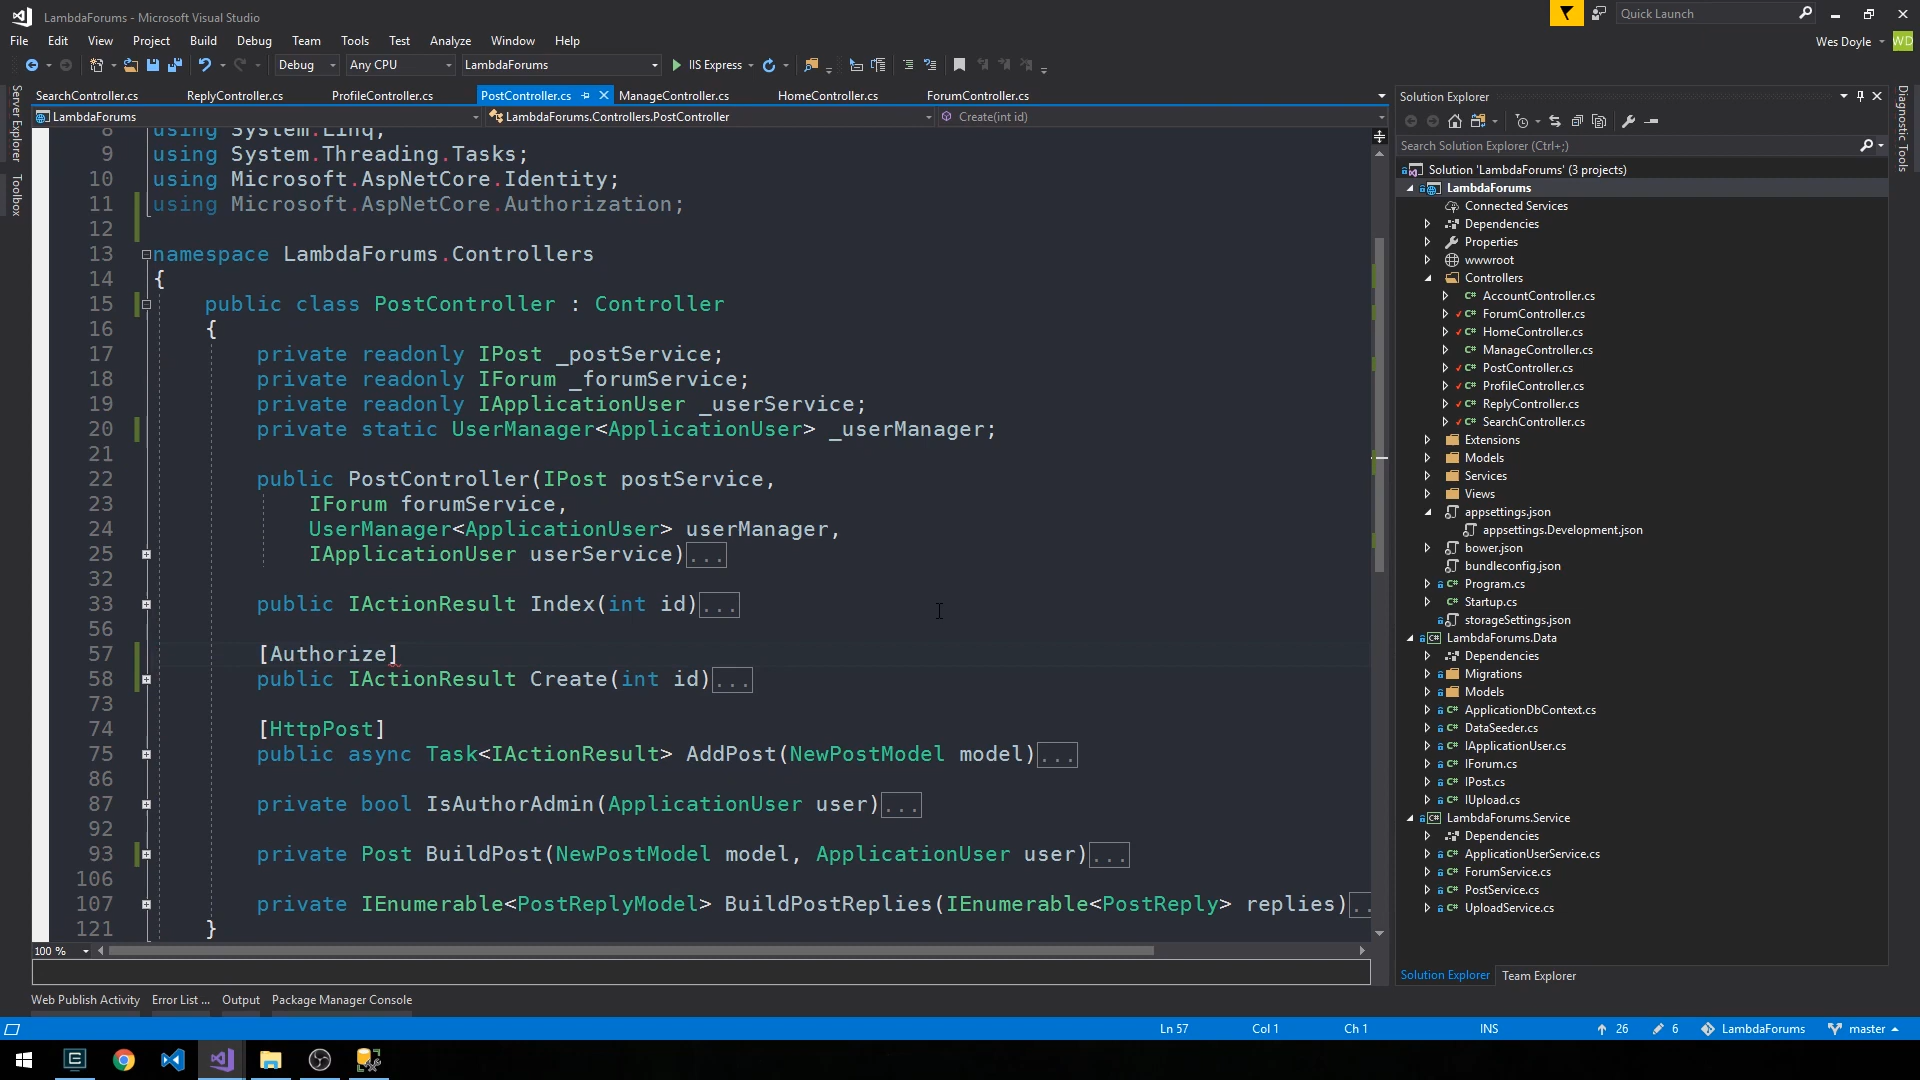 LambdaForums - Microsoft Visual Studio
Quick Launch
File Edit View Project Build Debug Team Tools Test Analyze Window Help
Wes Doyle WD
Debug Any CPU LambdaForums IIS Express
SearchController.cs ReplyController.cs ProfileController.cs PostController.cs ManageController.cs HomeController.cs ForumController.cs
LambdaForums LambdaForums.Controllers.PostController Create(int id)
Server Explorer
Toolbox
8 using System.Linq;
9 using System.Threading.Tasks;
10 using Microsoft.AspNetCore.Identity;
11 using Microsoft.AspNetCore.Authorization;
12
13 namespace LambdaForums.Controllers
14 {
15 public class PostController : Controller
16 {
17 private readonly IPost _postService;
18 private readonly IForum _forumService;
19 private readonly IApplicationUser _userService;
20 private static UserManager<ApplicationUser> _userManager;
21
22 public PostController(IPost postService,
23 IForum forumService,
24 UserManager<ApplicationUser> userManager,
25 IApplicationUser userService)...
32
33 public IActionResult Index(int id)...
56
57 [Authorize]
58 public IActionResult Create(int id)...
73
74 [HttpPost]
75 public async Task<IActionResult> AddPost(NewPostModel model)...
86
87 private bool IsAuthorAdmin(ApplicationUser user)...
92
93 private Post BuildPost(NewPostModel model, ApplicationUser user)...
106
107 private IEnumerable<PostReplyModel> BuildPostReplies(IEnumerable<PostReply> replies)..
121 }
100 %
Solution Explorer
Search Solution Explorer (Ctrl+;)
Solution 'LambdaForums' (3 projects)
LambdaForums
Connected Services
Dependencies
Properties
wwwroot
Controllers
C# AccountController.cs
C# ForumController.cs
C# HomeController.cs
C# ManageController.cs
C# PostController.cs
C# ProfileController.cs
C# ReplyController.cs
C# SearchController.cs
Extensions
Models
Services
Views
appsettings.json
appsettings.Development.json
bower.json
bundleconfig.json
C# Program.cs
C# Startup.cs
storageSettings.json
C# LambdaForums.Data
Dependencies
Migrations
Models
C# ApplicationDbContext.cs
C# DataSeeder.cs
C# IApplicationUser.cs
C# IForum.cs
C# IPost.cs
C# IUpload.cs
C# LambdaForums.Service
Dependencies
C# ApplicationUserService.cs
C# ForumService.cs
C# PostService.cs
C# UploadService.cs
Solution Explorer Team Explorer
Diagnostic Tools
Web Publish Activity Error List ... Output Package Manager Console
Ln 57 Col 1 Ch 1 INS 26 6 LambdaForums master